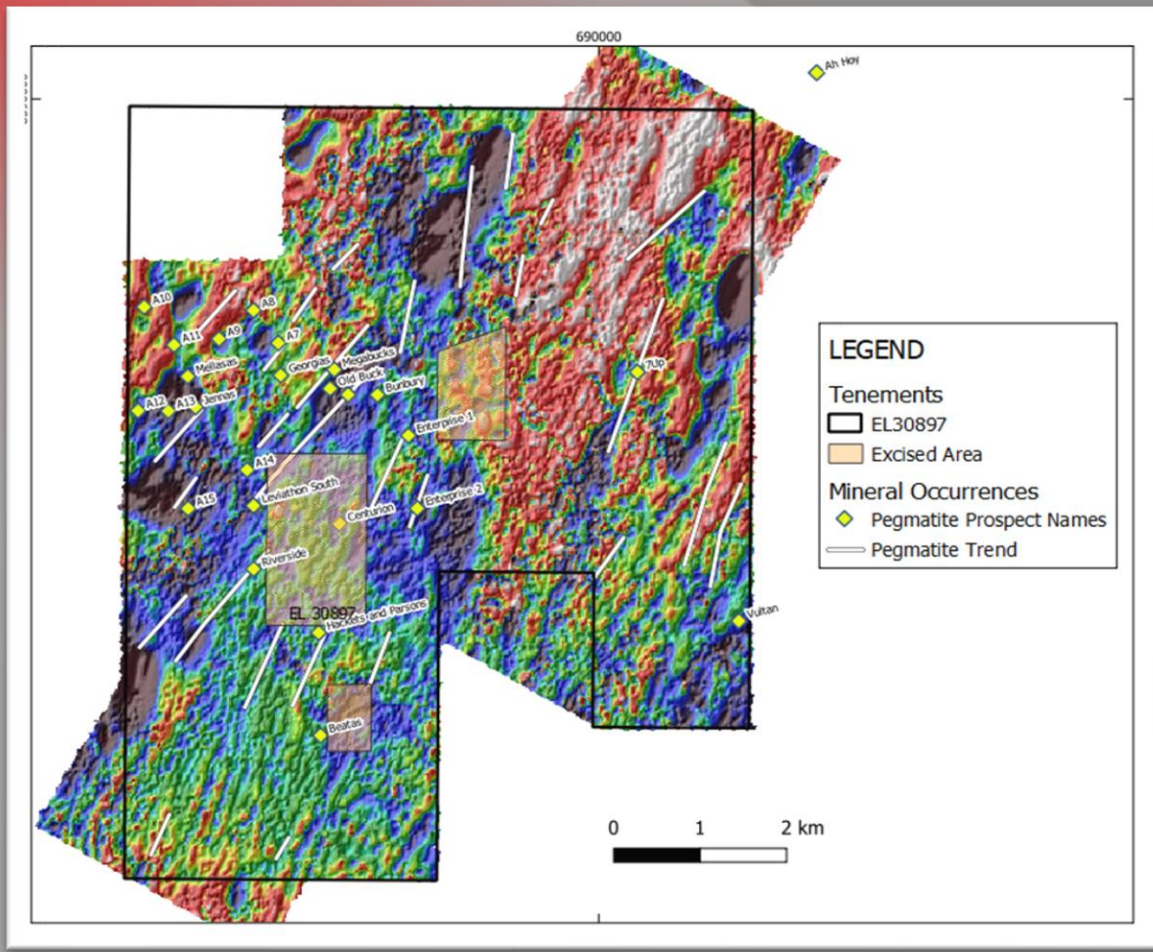 690000
Ah Hoy
A10
A8
A11
A9
A7
Mellasas
Georgias
Megabucks
Old Buck
Bunbury
7Up
A12
A13
Jennas
Enterprise 1
A14
Leviathon South
Enterprise 2
A15
Centurion
Riverside
EL 30897
Hacketts and Parsons
Vultan
Beatas
LEGEND
Tenements
EL30897
Excised Area
Mineral Occurrences
Pegmatite Prospect Names
Pegmatite Trend
0 1 2 km